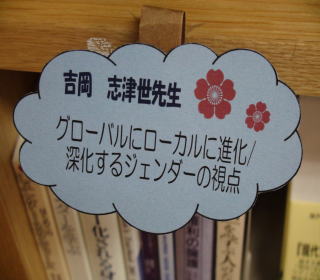 吉岡 志津世先生
グローバルにローカルに進化/
深化するジェンダーの視点